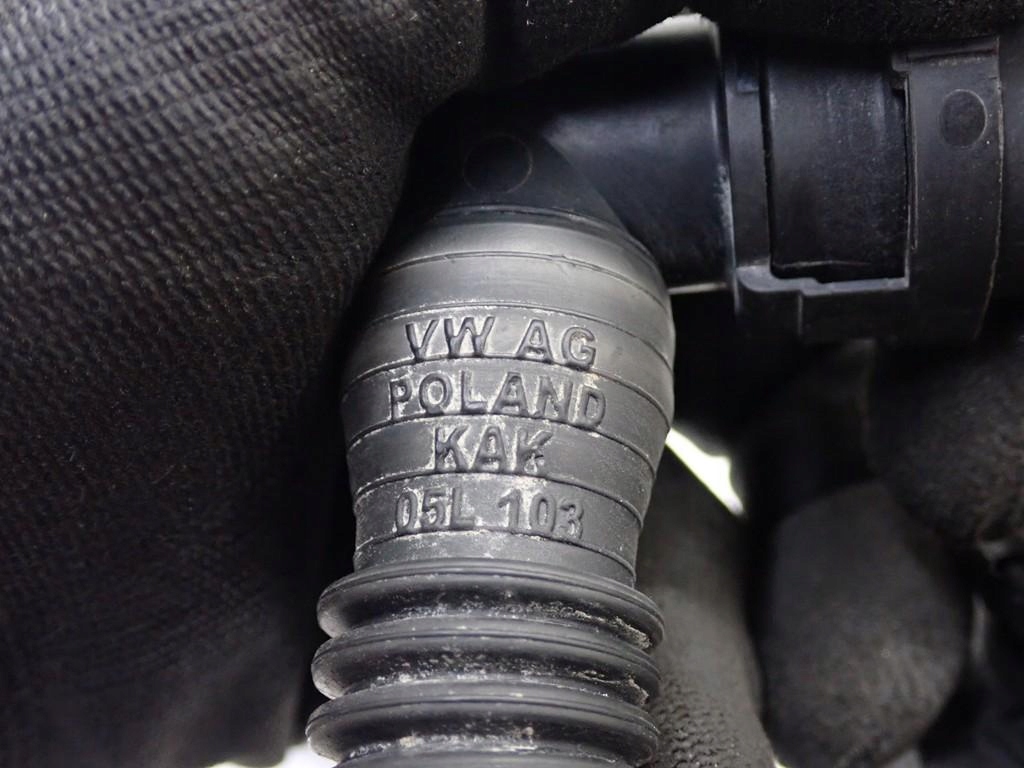 VW AG
POLAND
KAK
05L 103